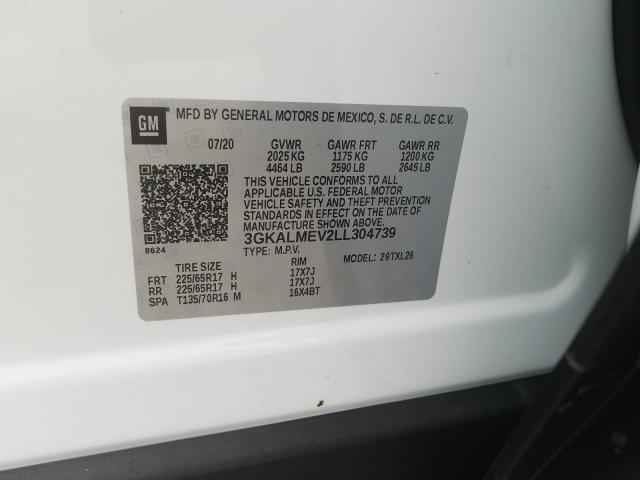 GM MFD BY GENERAL MOTORS DE MEXICO, S. DE R.L. DE C.V.
07/20 GVWR GAWR FRT GAWR RR
2025 KG 1175 KG 1200 KG
4464 LB 2590 LB 2645 LB
THIS VEHICLE CONFORMS TO ALL
APPLICABLE U.S. FEDERAL MOTOR
VEHICLE SAFETY AND THEFT PREVENTION
STANDARDS IN EFFECT ON THE DATE OF
MANUFACTURE SHOWN ABOVE.
3GKALMEV2LL304739
8624 TYPE: M.P.V. MODEL: 29TXL26
TIRE SIZE RIM
FRT 225/65R17 H 17X7J
RR 225/65R17 H 17X7J
SPA T135/70R16 M 16X4BT